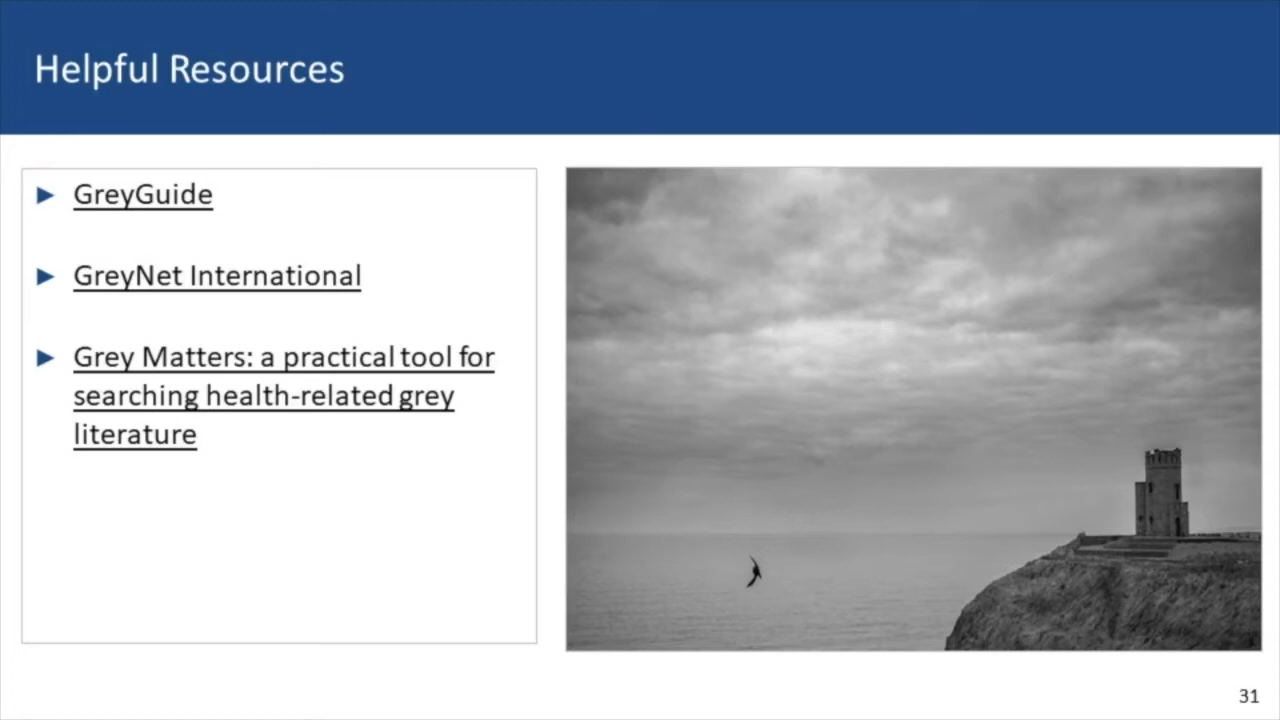 Helpful Resources
GreyGuide
GreyNet International
Grey Matters: a practical tool for
searching health-related grey
literature
31